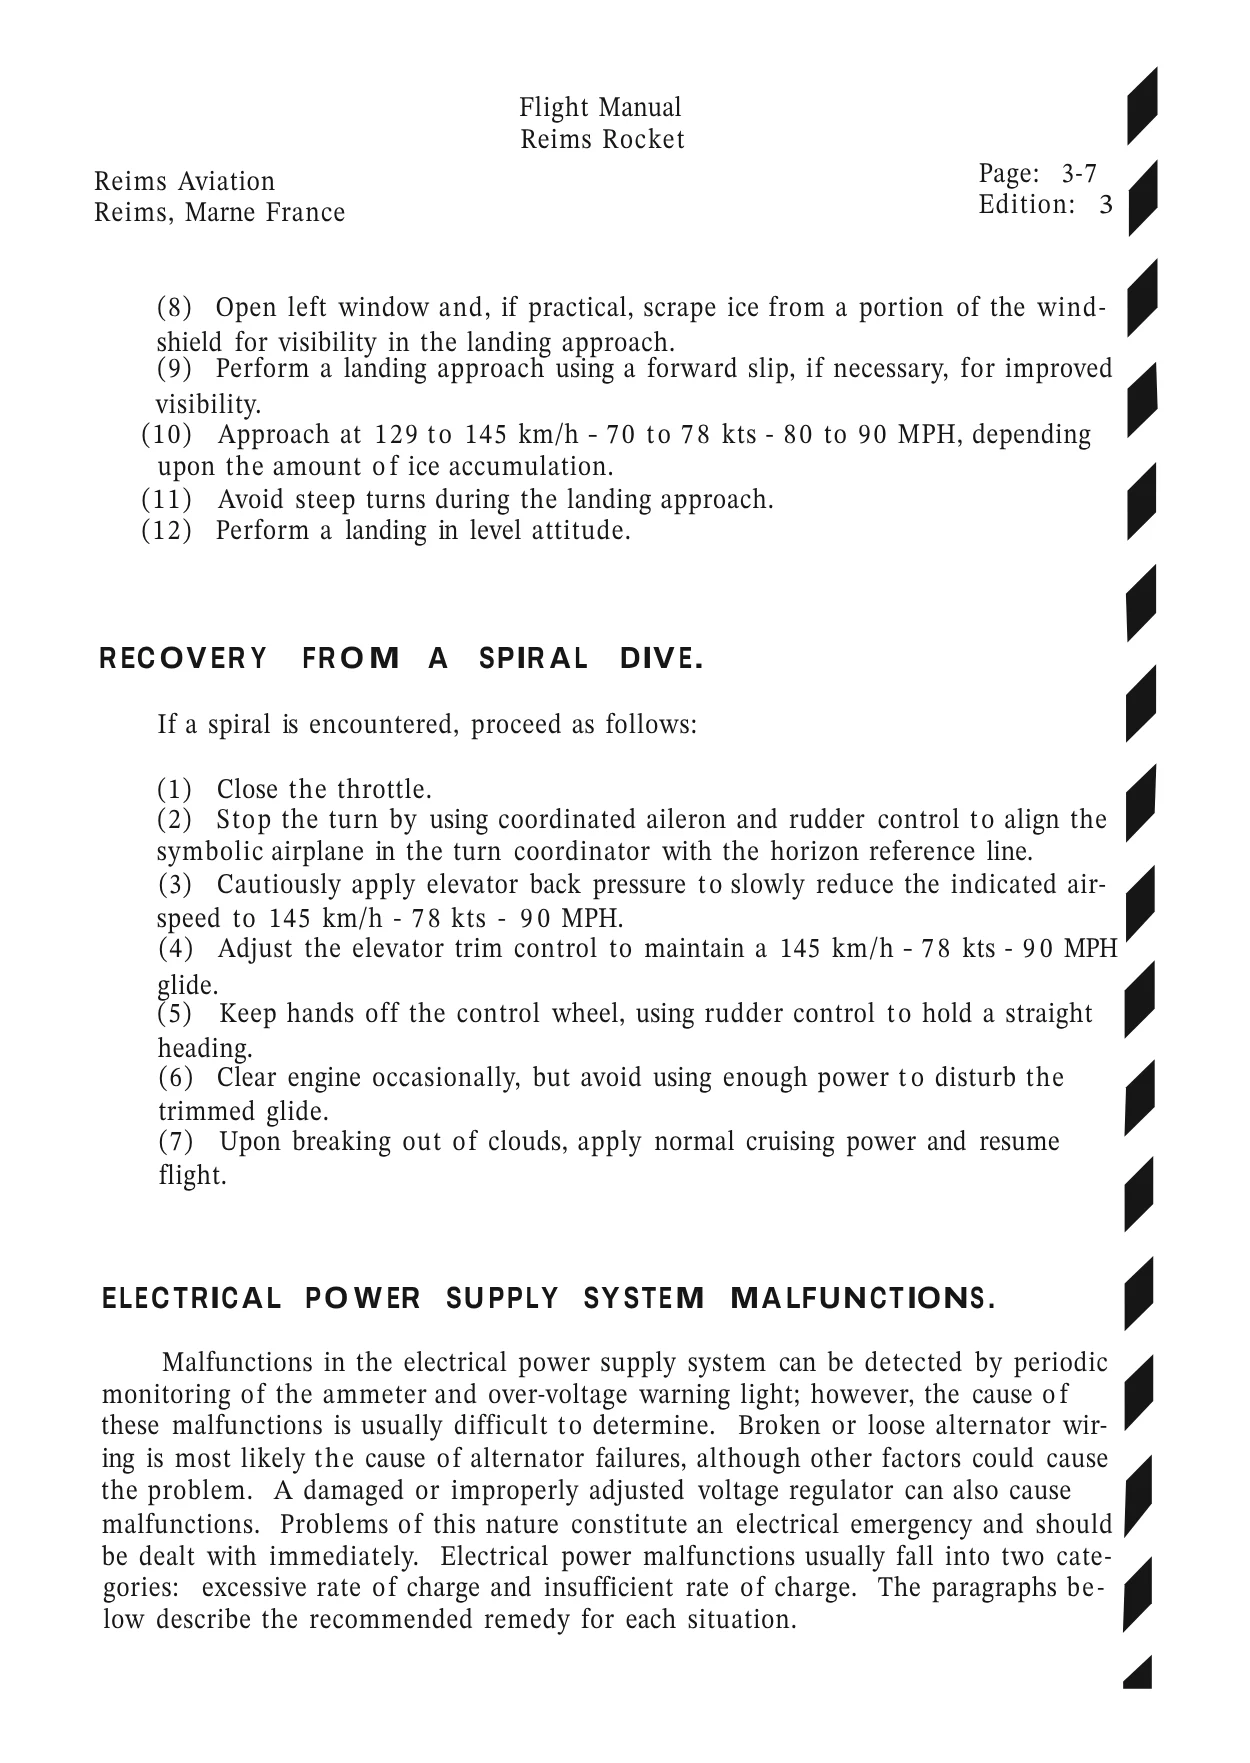 Flight Manual
Reims Rocket
Reims Aviation
Reims, Marne France
Page: 3-7
Edition: 3
(8) Open left window and, if practical, scrape ice from a portion of the wind-
shield for visibility in the landing approach.
(9) Perform a landing approach using a forward slip, if necessary, for improved
visibility.
(10) Approach at 129 to 145 km/h - 70 to 78 kts - 80 to 90 MPH, depending
upon the amount of ice accumulation.
(11) Avoid steep turns during the landing approach.
(12) Perform a landing in level attitude.
RECOVERY FROM A SPIRAL DIVE.
If a spiral is encountered, proceed as follows:
(1) Close the throttle.
(2) Stop the turn by using coordinated aileron and rudder control to align the
symbolic airplane in the turn coordinator with the horizon reference line.
(3) Cautiously apply elevator back pressure to slowly reduce the indicated air-
speed to 145 km/h - 78 kts - 90 MPH.
(4) Adjust the elevator trim control to maintain a 145 km/h - 78 kts - 90 MPH
glide.
(5) Keep hands off the control wheel, using rudder control to hold a straight
heading.
(6) Clear engine occasionally, but avoid using enough power to disturb the
trimmed glide.
(7) Upon breaking out of clouds, apply normal cruising power and resume
flight.
ELECTRICAL POWER SUPPLY SYSTEM MALFUNCTIONS.
Malfunctions in the electrical power supply system can be detected by periodic
monitoring of the ammeter and over-voltage warning light; however, the cause of
these malfunctions is usually difficult to determine. Broken or loose alternator wir-
ing is most likely the cause of alternator failures, although other factors could cause
the problem. A damaged or improperly adjusted voltage regulator can also cause
malfunctions. Problems of this nature constitute an electrical emergency and should
be dealt with immediately. Electrical power malfunctions usually fall into two cate-
gories: excessive rate of charge and insufficient rate of charge. The paragraphs be-
low describe the recommended remedy for each situation.